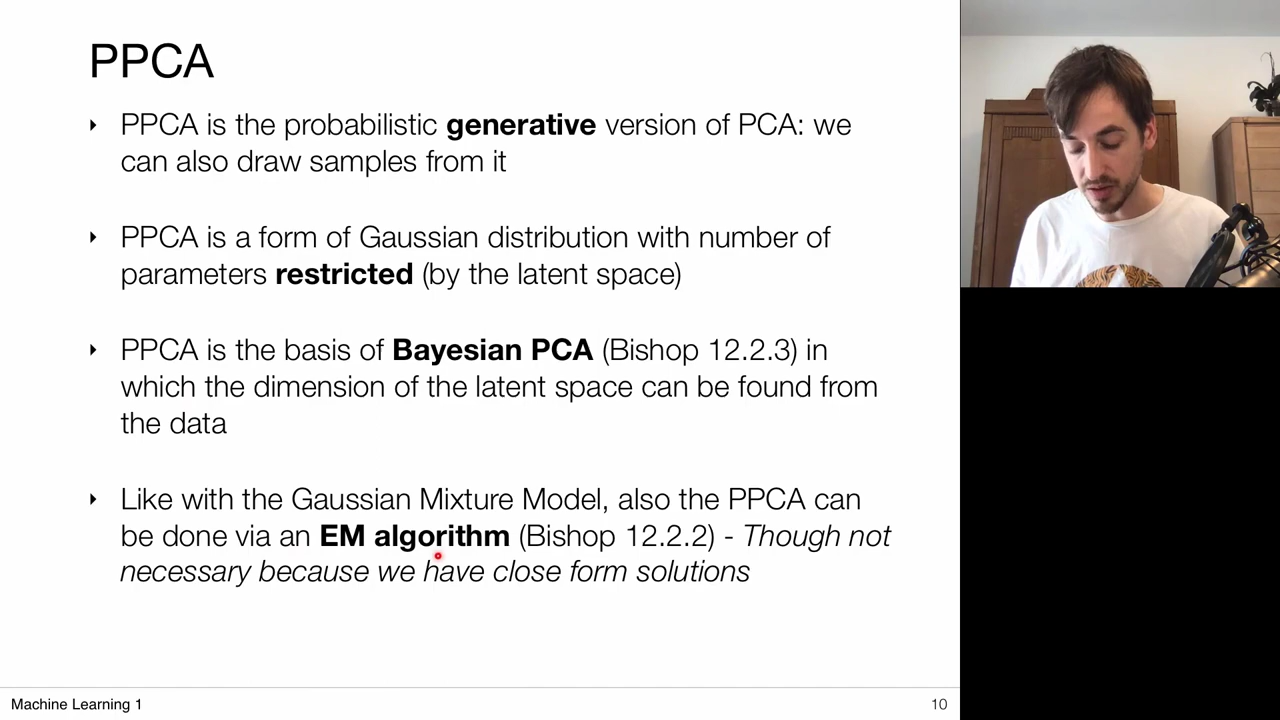 PPCA
‣ PPCA is the probabilistic generative version of PCA: we
can also draw samples from it
‣ PPCA is a form of Gaussian distribution with number of
parameters restricted (by the latent space)
‣ PPCA is the basis of Bayesian PCA (Bishop 12.2.3) in
which the dimension of the latent space can be found from
the data
‣ Like with the Gaussian Mixture Model, also the PPCA can
be done via an EM algorithm (Bishop 12.2.2) - Though not
necessary because we have close form solutions
Machine Learning 1
10